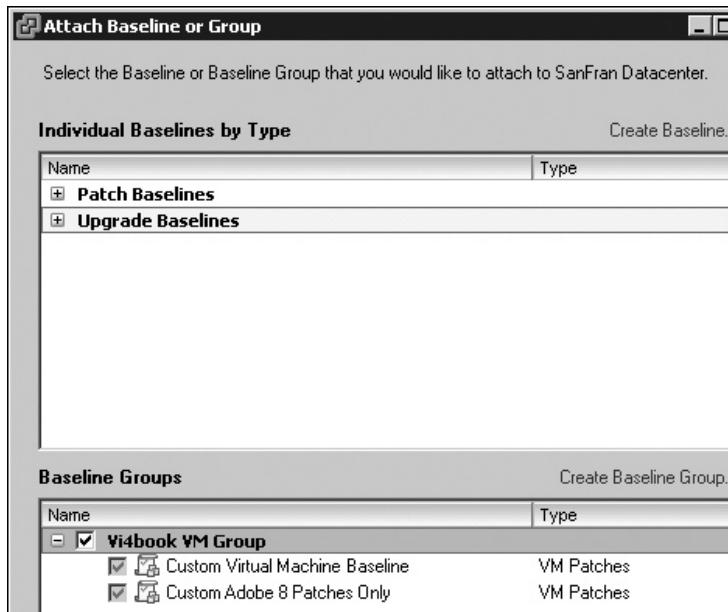 Attach Baseline or Group
Select the Baseline or Baseline Group that you would like to attach to SanFran Datacenter.
Individual Baselines by Type Create Baseline.
Name Type
Patch Baselines
Upgrade Baselines
Baseline Groups Create Baseline Group.
Name Type
Vi4book VM Group
Custom Virtual Machine Baseline VM Patches
Custom Adobe 8 Patches Only VM Patches